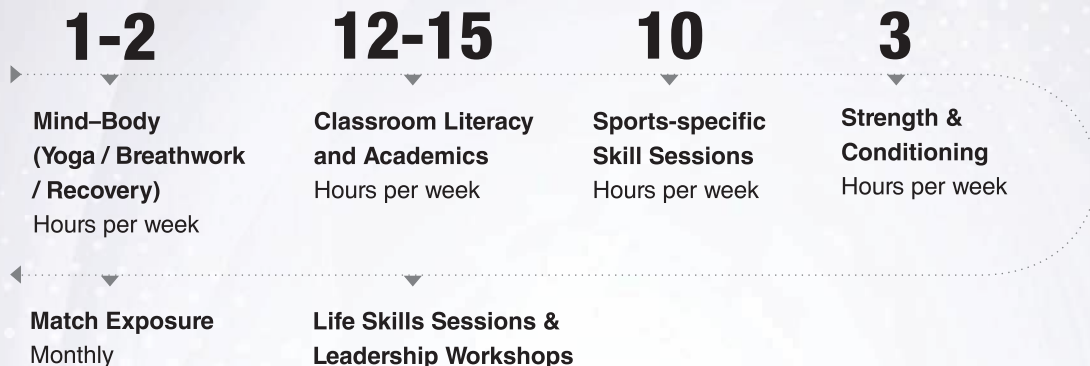 1-2
Mind–Body
(Yoga / Breathwork
/ Recovery)
Hours per week
12-15
Classroom Literacy
and Academics
Hours per week
10
Sports-specific
Skill Sessions
Hours per week
3
Strength &
Conditioning
Hours per week
Match Exposure
Monthly
Life Skills Sessions &
Leadership Workshops